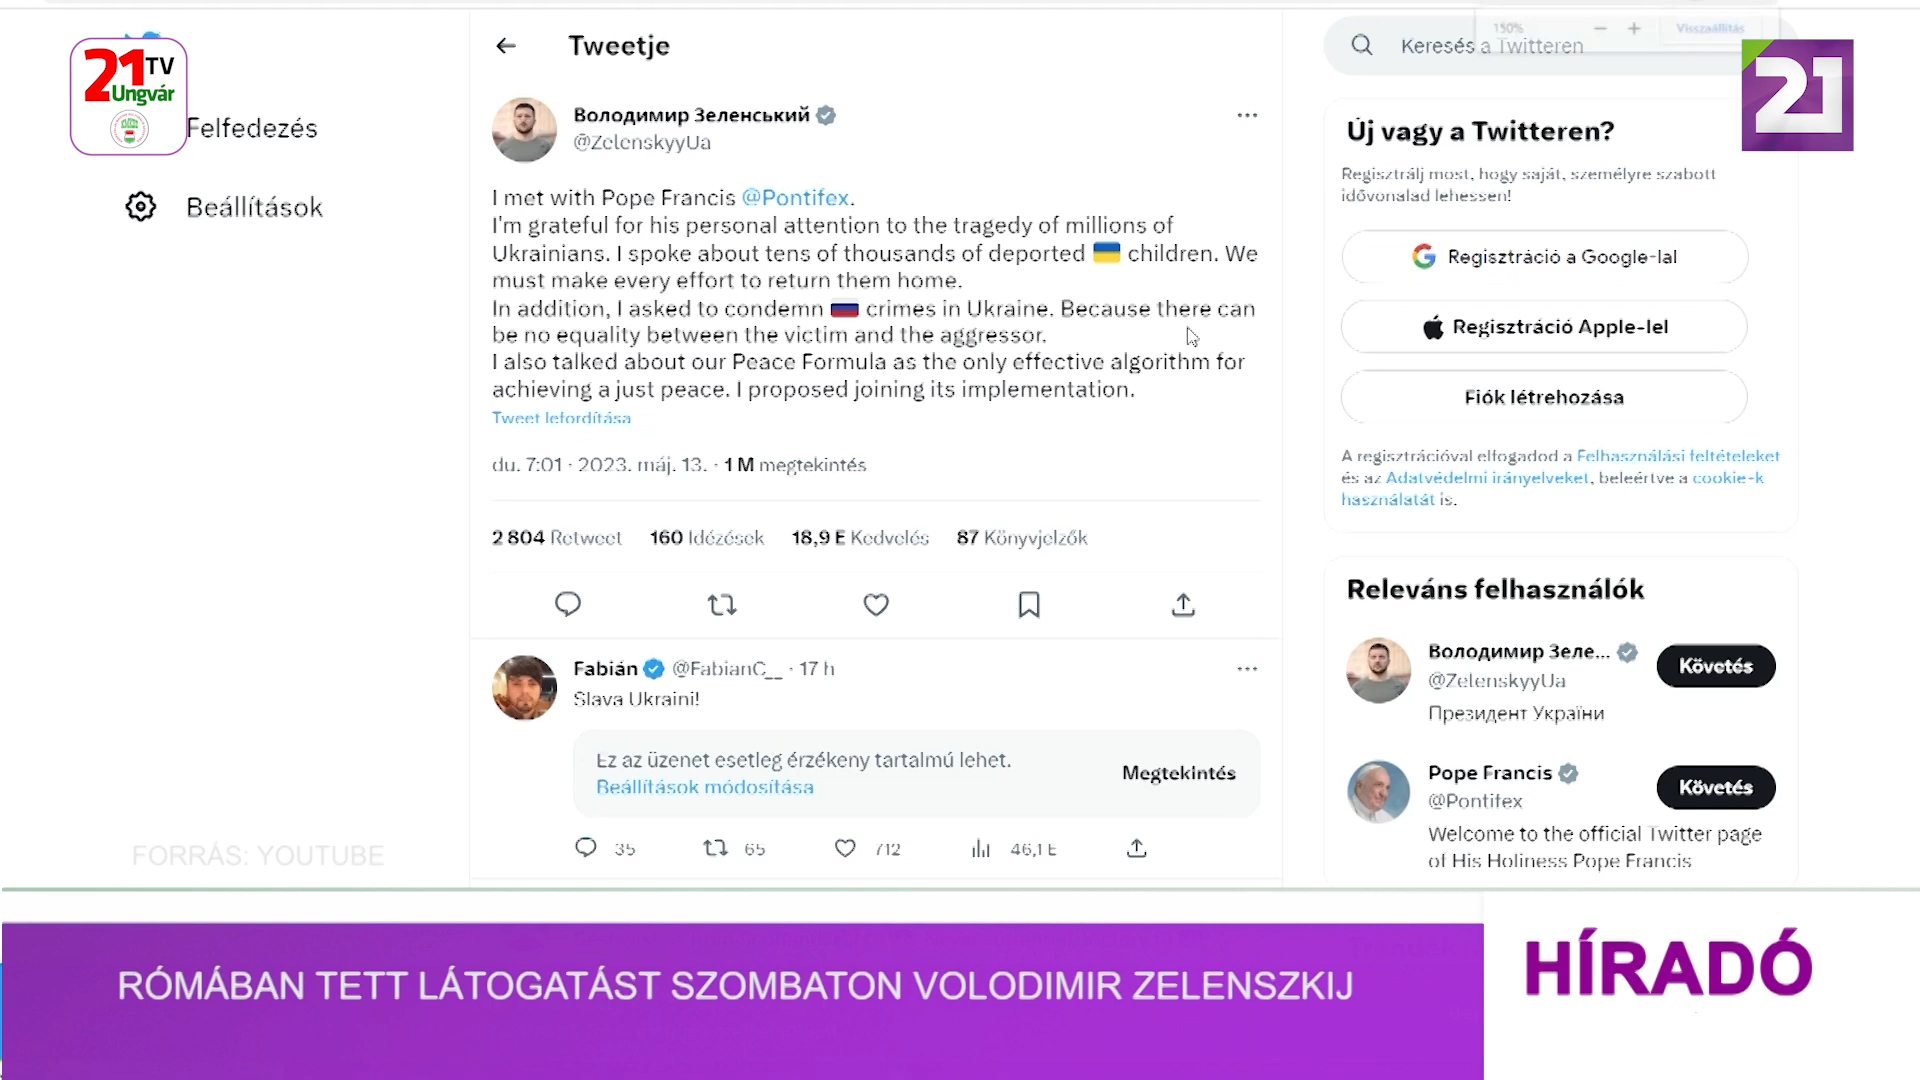 21 TV
Ungvár
Felfedezés
Beállítások
FORRÁS: YOUTUBE
Tweetje
Володимир Зеленський
@ZelenskyyUa
I met with Pope Francis @Pontifex.
I'm grateful for his personal attention to the tragedy of millions of
Ukrainians. I spoke about tens of thousands of deported 🇺🇦 children. We
must make every effort to return them home.
In addition, I asked to condemn 🇷🇺 crimes in Ukraine. Because there can
be no equality between the victim and the aggressor.
I also talked about our Peace Formula as the only effective algorithm for
achieving a just peace. I proposed joining its implementation.
Tweet lefordítása
du. 7:01 · 2023. máj. 13. · 1 M megtekintés
2 804 Retweet 160 Idézések 18,9 E Kedvelés 87 Könyvjelzők
Fabián @FabianC__ · 17 h
Slava Ukraini!
Ez az üzenet esetleg érzékeny tartalmú lehet.
Beállítások módosítása
Megtekintés
35 65 712 46,1 E
150% − + Visszaállítás
Keresés a Twitteren
21
Új vagy a Twitteren?
Regisztrálj most, hogy saját, személyre szabott
idővonalad lehessen!
Regisztráció a Google-lal
Regisztráció Apple-lel
Fiók létrehozása
A regisztrációval elfogadod a Felhasználási feltételeket
és az Adatvédelmi irányelveket, beleértve a cookie-k
használatát is.
Releváns felhasználók
Володимир Зеле...
@ZelenskyyUa
Követés
Президент України
Pope Francis
@Pontifex
Követés
Welcome to the official Twitter page
of His Holiness Pope Francis
RÓMÁBAN TETT LÁTOGATÁST SZOMBATON VOLODIMIR ZELENSZKIJ
HÍRADÓ